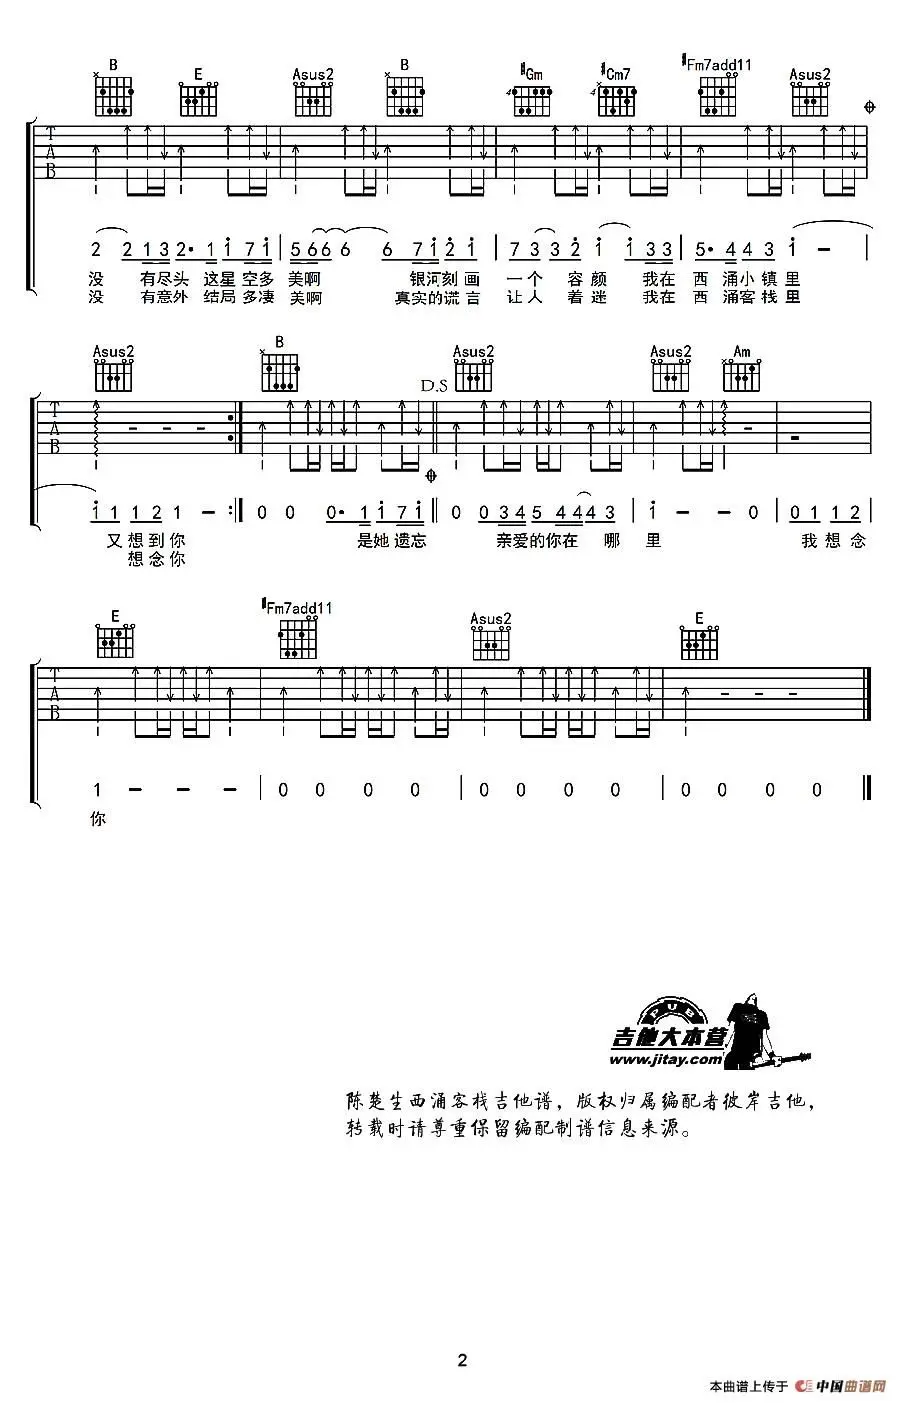 B E Asus2 B #Gm #Cm7 #Fm7add11 Asus2
T
A
B
2 2 1 3 2· 1 1 7 1 | 5 6 6 6 6 7 1 2 1 | 7 3 3 3 2 1 1 3 3 | 5· 4 4 3 1 – |
没 有尽头 这星空多 美啊 银河刻画 一个 容颜 我在 西 涌小镇里
没 有意外 结局多凄 美啊 真实的谎言 让人 着迷 我在 西 涌客栈里
Asus2 B D.S Asus2 Asus2 Am
T
A
B
1 1 1 2 1 – :| 0 0 0· 1 1 7 1 || 0 0 3 4 5 4 4 4 3 | 1 – – 0 | 0 1 1 2 |
又想到你 是她遗忘 亲爱的你在 哪 里 我想念
想念你
E #Fm7add11 Asus2 E
T
A
B
1 – – – | 0 0 0 0 | 0 0 0 0 | 0 0 0 0
你
PUB
吉他大本营
www.jitay.com
陈楚生西涌客栈吉他谱，版权归属编配者彼岸吉他，
转载时请尊重保留编配制谱信息来源。
2
本曲谱上传于 中国曲谱网